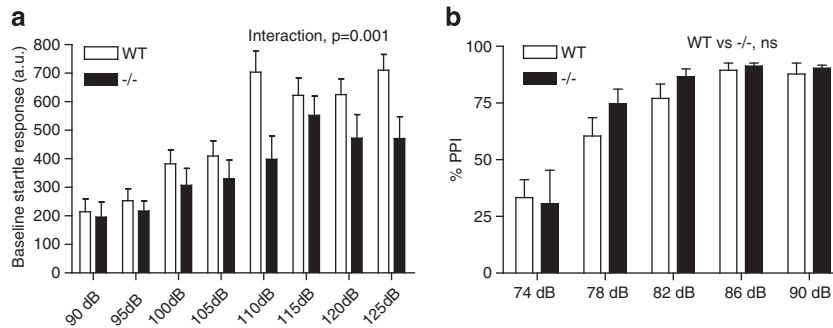 a
Interaction, p=0.001
Baseline startle response (a.u.)
800
700
600
500
400
300
200
100
0
WT
-/-
90 dB
95dB
100dB
105dB
110dB
115dB
120dB
125dB
b
WT vs -/-, ns
% PPI
100
75
50
25
0
WT
-/-
74 dB
78 dB
82 dB
86 dB
90 dB